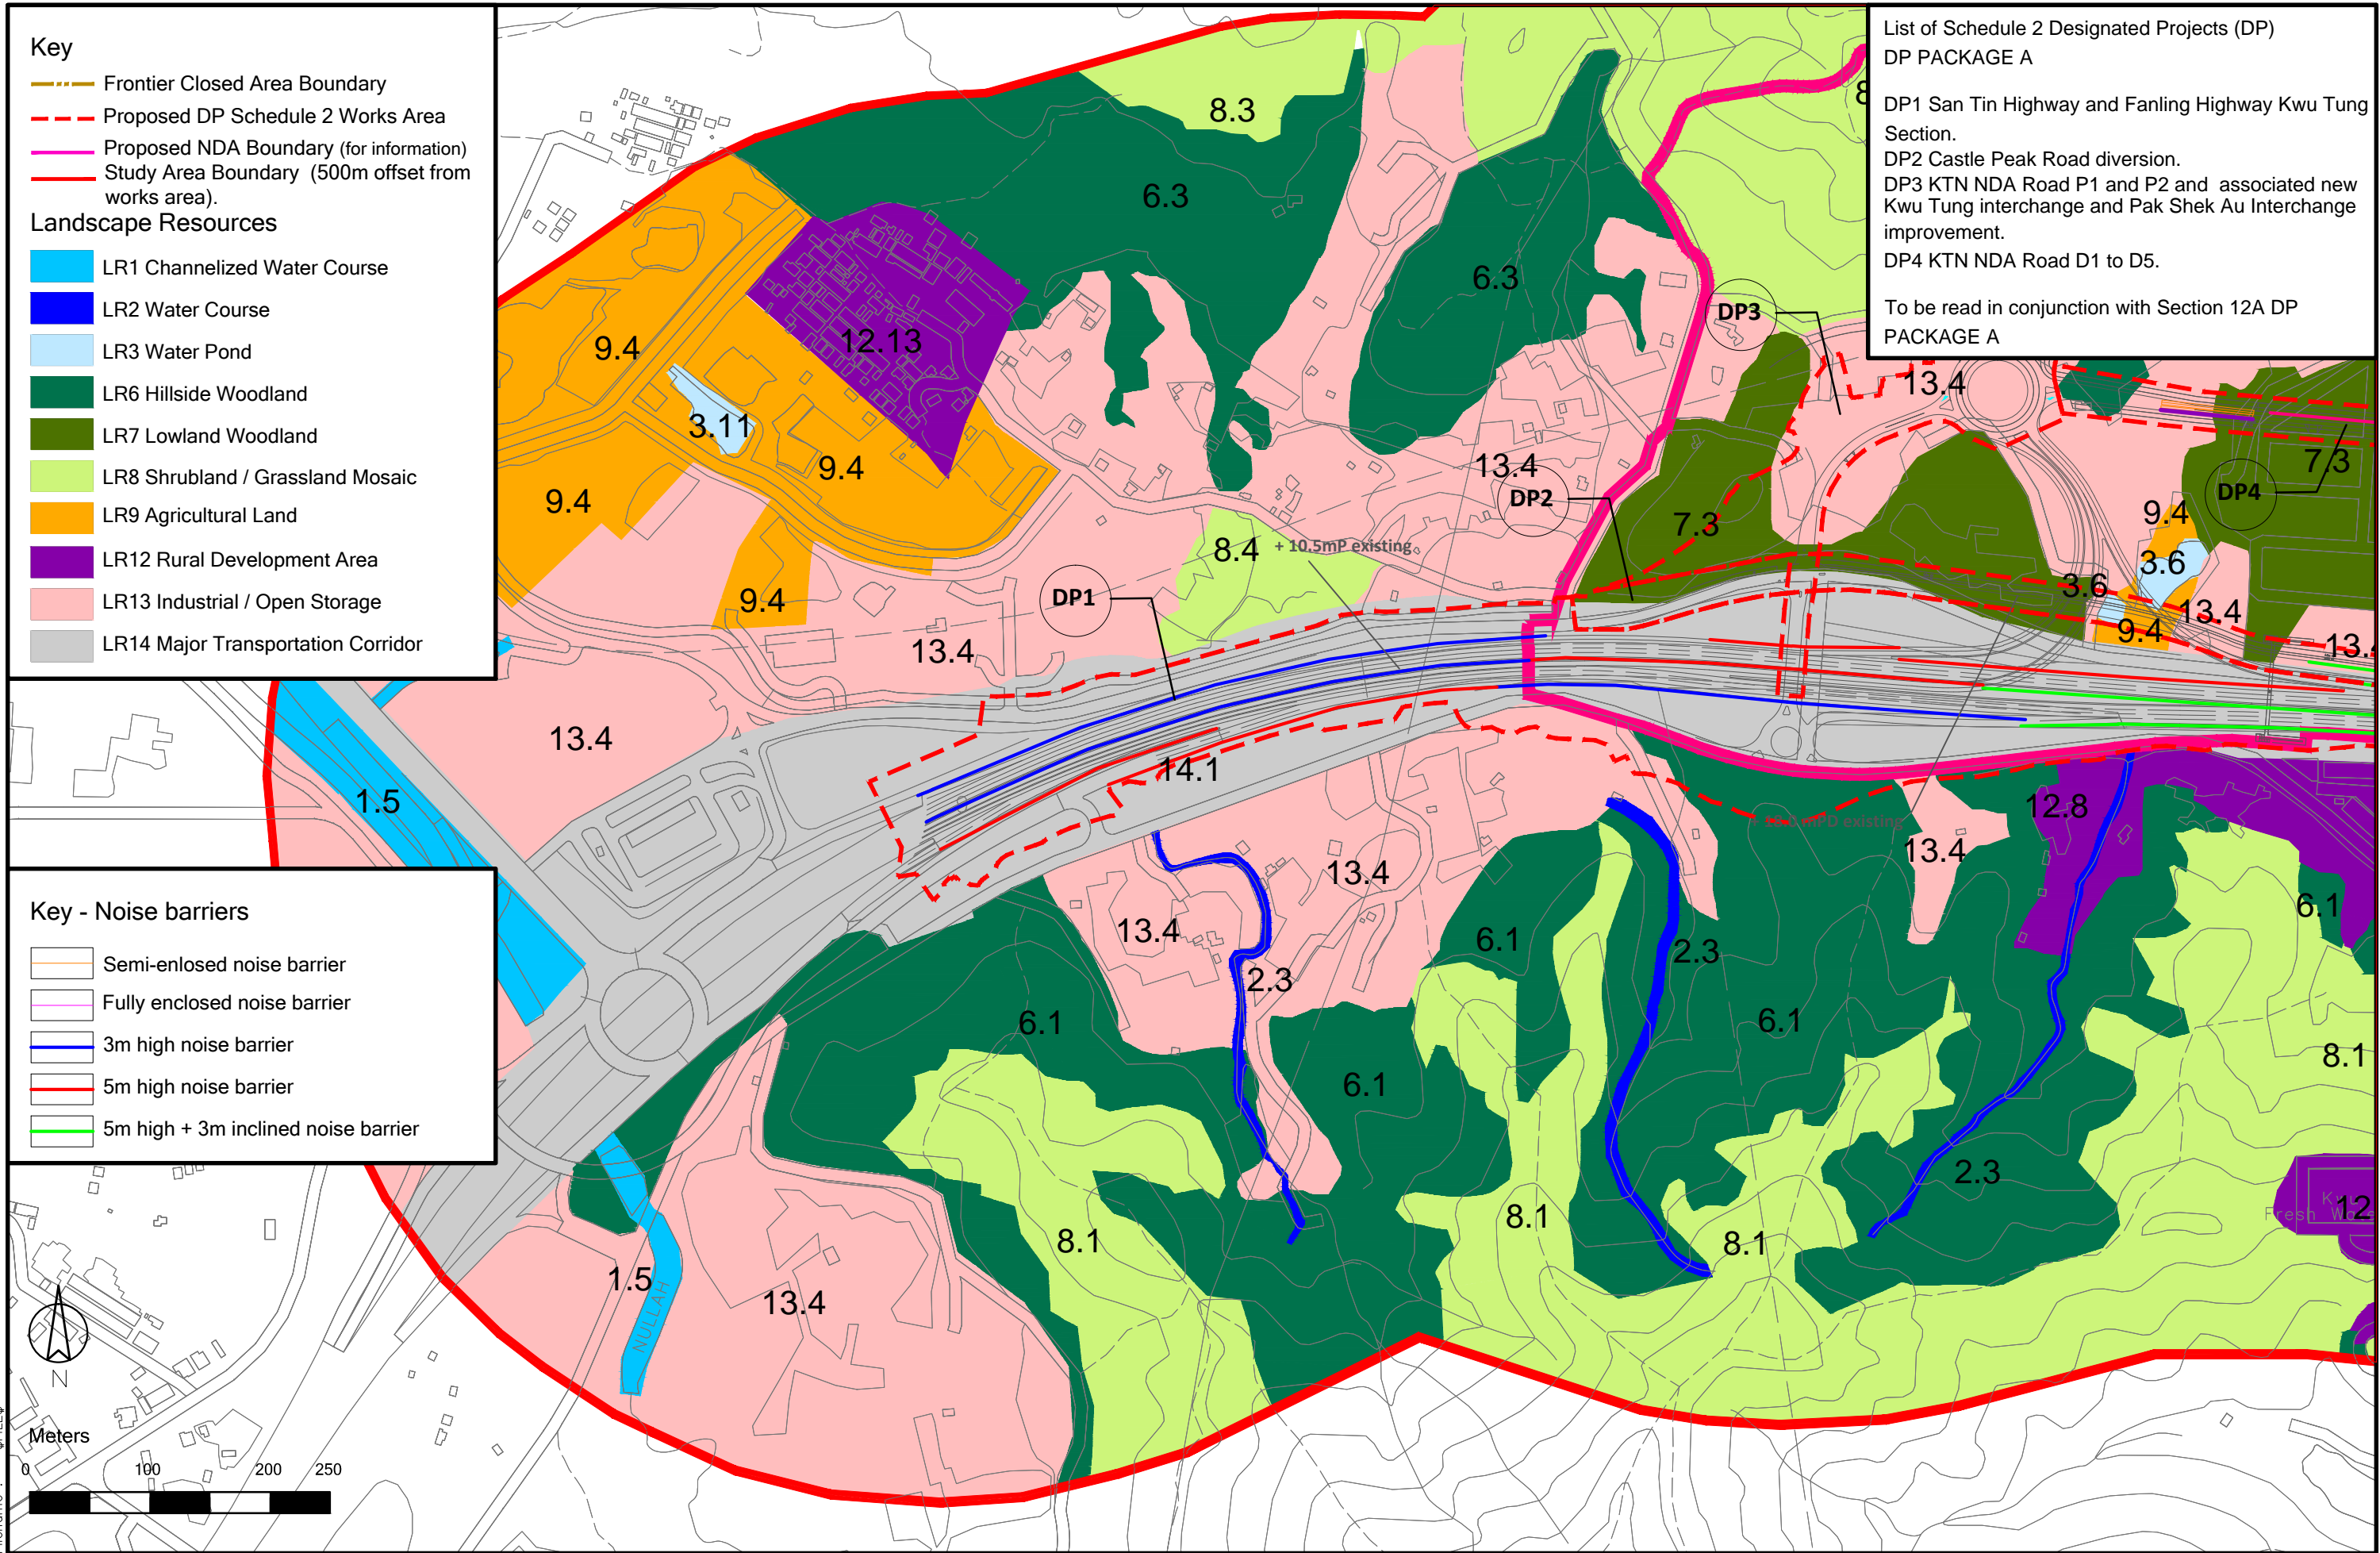 Key
Frontier Closed Area Boundary
Proposed DP Schedule 2 Works Area
Proposed NDA Boundary (for information)
Study Area Boundary (500m offset from
works area).
Landscape Resources
LR1 Channelized Water Course
LR2 Water Course
LR3 Water Pond
LR6 Hillside Woodland
LR7 Lowland Woodland
LR8 Shrubland / Grassland Mosaic
LR9 Agricultural Land
LR12 Rural Development Area
LR13 Industrial / Open Storage
LR14 Major Transportation Corridor
List of Schedule 2 Designated Projects (DP)
DP PACKAGE A
DP1 San Tin Highway and Fanling Highway Kwu Tung
Section.
DP2 Castle Peak Road diversion.
DP3 KTN NDA Road P1 and P2 and associated new
Kwu Tung interchange and Pak Shek Au Interchange
improvement.
DP4 KTN NDA Road D1 to D5.
To be read in conjunction with Section 12A DP
PACKAGE A
8.3
8
6.3
6.3
DP3
12.13
9.4
13.4
3.11
9.4
13.4
7.3
9.4
DP2
DP4
7.3
9.4
8.4
+ 10.5mP existing
3.6
3.6
DP1
9.4
13.4
9.4
13.4
13.4
13.4
14.1
1.5
12.8
13.4
13.4
13.4
6.1
6.1
2.3
2.3
6.1
6.1
6.1
8.1
2.3
8.1
8.1
8.1
12
Fresh
1.5
NULLAH
13.4
Key - Noise barriers
Semi-enlosed noise barrier
Fully enclosed noise barrier
3m high noise barrier
5m high noise barrier
5m high + 3m inclined noise barrier
N
Meters
0 100 200 250